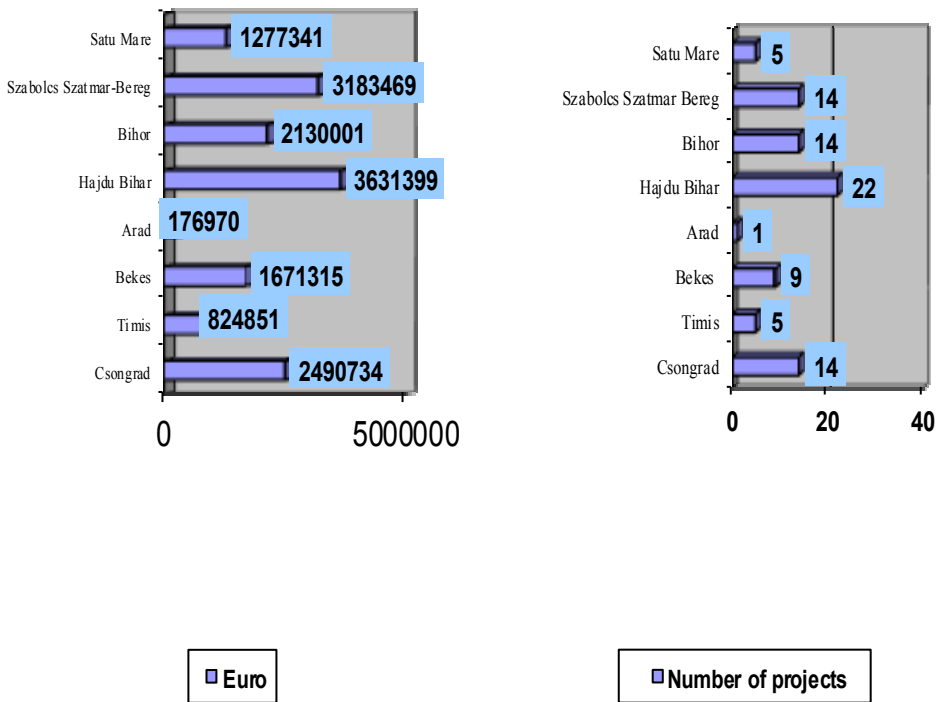 Satu Mare 1277341
Szabolcs Szatmar-Bereg 3183469
Bihor 2130001
Hajdu Bihar 3631399
Arad 176970
Bekes 1671315
Timis 824851
Csongrad 2490734
0 5000000
Euro
Satu Mare 5
Szabolcs Szatmar Bereg 14
Bihor 14
Hajdu Bihar 22
Arad 1
Bekes 9
Timis 5
Csongrad 14
0 20 40
Number of projects